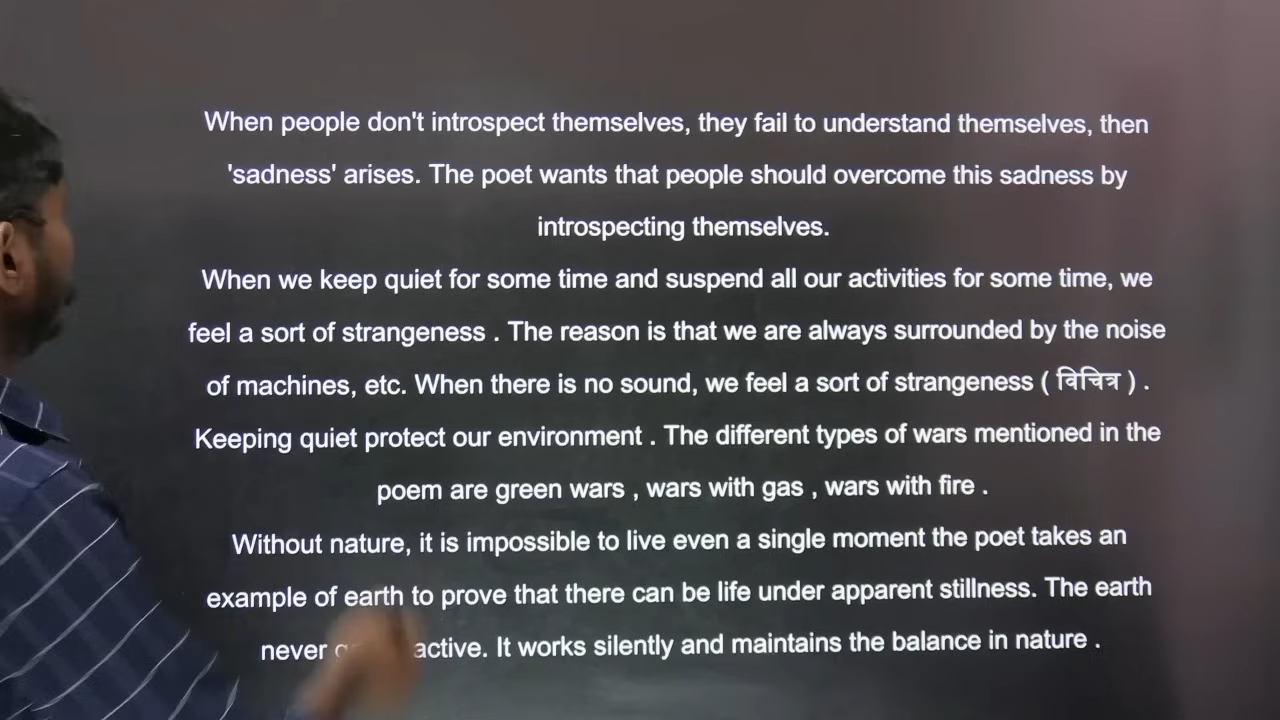 When people don't introspect themselves, they fail to understand themselves, then
'sadness' arises. The poet wants that people should overcome this sadness by
introspecting themselves.
When we keep quiet for some time and suspend all our activities for some time, we
feel a sort of strangeness . The reason is that we are always surrounded by the noise
of machines, etc. When there is no sound, we feel a sort of strangeness ( विचित्र ) .
Keeping quiet protect our environment . The different types of wars mentioned in the
poem are green wars , wars with gas , wars with fire .
Without nature, it is impossible to live even a single moment the poet takes an
example of earth to prove that there can be life under apparent stillness. The earth
never active. It works silently and maintains the balance in nature .